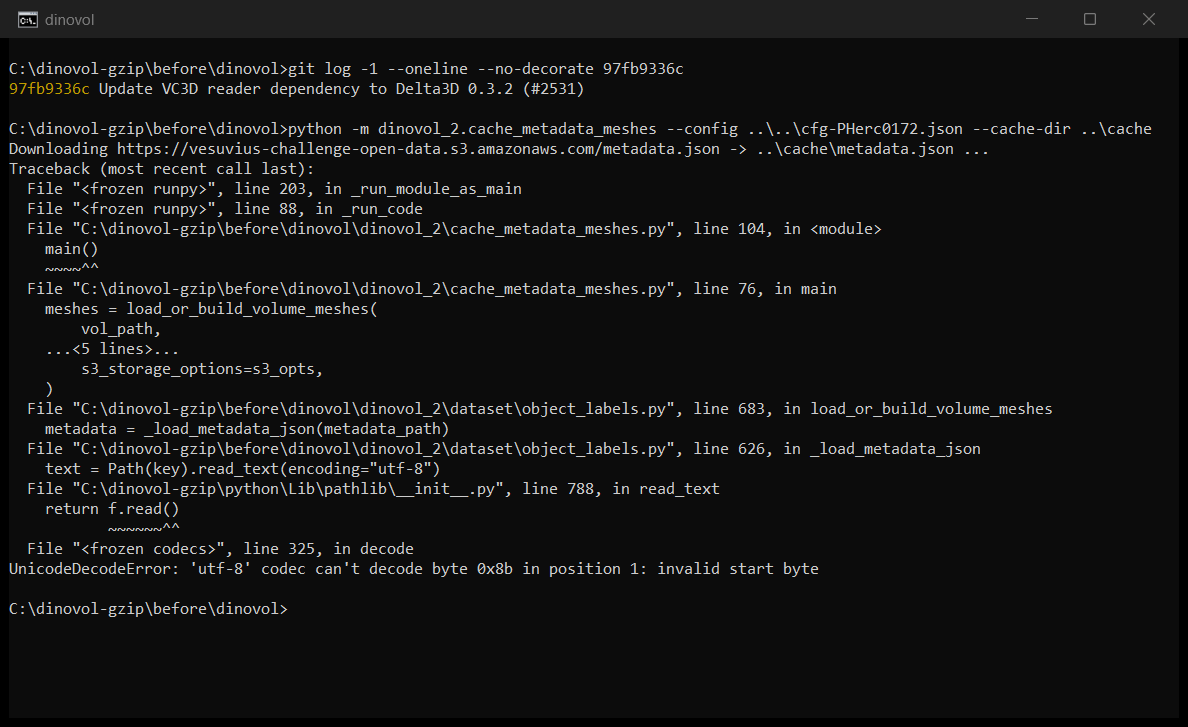 dinovol
C:\dinovol-gzip\before\dinovol>git log -1 --oneline --no-decorate 97fb9336c
97fb9336c Update VC3D reader dependency to Delta3D 0.3.2 (#2531)
C:\dinovol-gzip\before\dinovol>python -m dinovol_2.cache_metadata_meshes --config ..\..\cfg-PHerc0172.json --cache-dir ..\cache
Downloading https://vesuvius-challenge-open-data.s3.amazonaws.com/metadata.json -> ..\cache\metadata.json ...
Traceback (most recent call last):
  File "<frozen runpy>", line 203, in _run_module_as_main
  File "<frozen runpy>", line 88, in _run_code
  File "C:\dinovol-gzip\before\dinovol\dinovol_2\cache_metadata_meshes.py", line 104, in <module>
    main()
    ~~~~^^
  File "C:\dinovol-gzip\before\dinovol\dinovol_2\cache_metadata_meshes.py", line 76, in main
    meshes = load_or_build_volume_meshes(
        vol_path,
    ...<5 lines>...
        s3_storage_options=s3_opts,
    )
  File "C:\dinovol-gzip\before\dinovol\dinovol_2\dataset\object_labels.py", line 683, in load_or_build_volume_meshes
    metadata = _load_metadata_json(metadata_path)
  File "C:\dinovol-gzip\before\dinovol\dinovol_2\dataset\object_labels.py", line 626, in _load_metadata_json
    text = Path(key).read_text(encoding="utf-8")
  File "C:\dinovol-gzip\python\Lib\pathlib\__init__.py", line 788, in read_text
    return f.read()
           ~~~~~~^^
  File "<frozen codecs>", line 325, in decode
UnicodeDecodeError: 'utf-8' codec can't decode byte 0x8b in position 1: invalid start byte
C:\dinovol-gzip\before\dinovol>